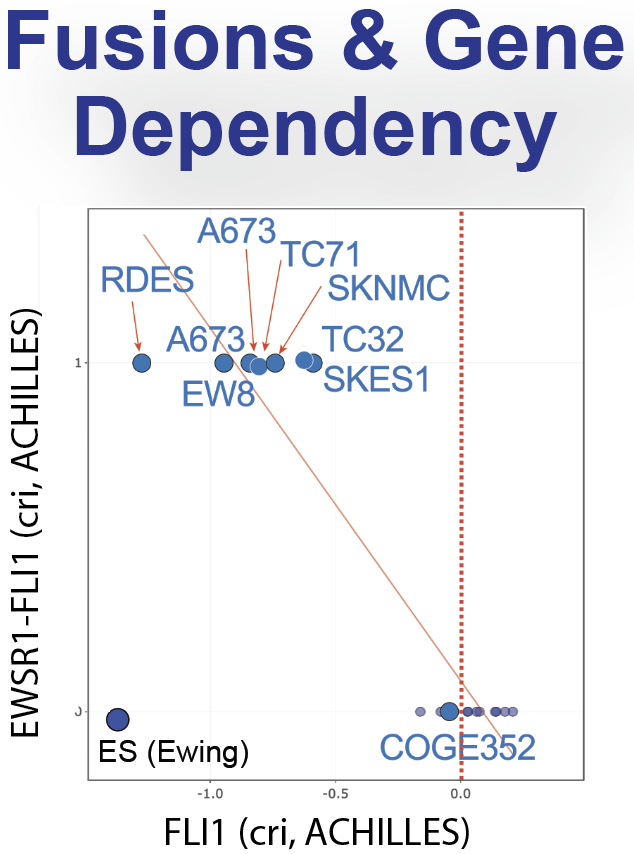 Fusions & Gene
Dependency
A673
TC71
RDES
SKNMC
A673
TC32
EW8
SKES1
1
EWSR1-FLI1 (cri, ACHILLES)
ES (Ewing)
COGE352
-1.0
-0.5
0.0
FLI1 (cri, ACHILLES)